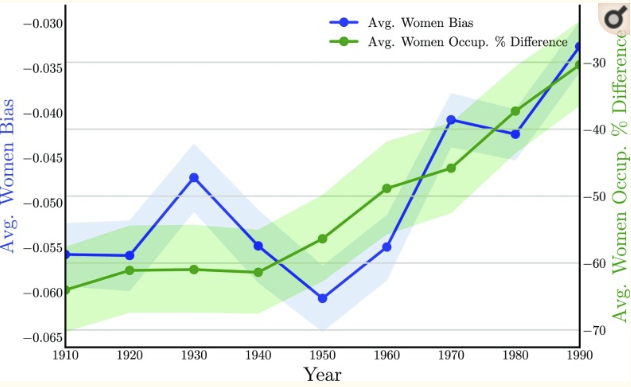 Avg. Women Bias
Avg. Women Occup. % Difference
−0.030
−0.035
−0.040
−0.045
−0.050
−0.055
−0.060
−0.065
Avg. Women Bias
−30
−40
−50
−60
−70
Avg. Women Occup. % Difference
1910 1920 1930 1940 1950 1960 1970 1980 1990
Year